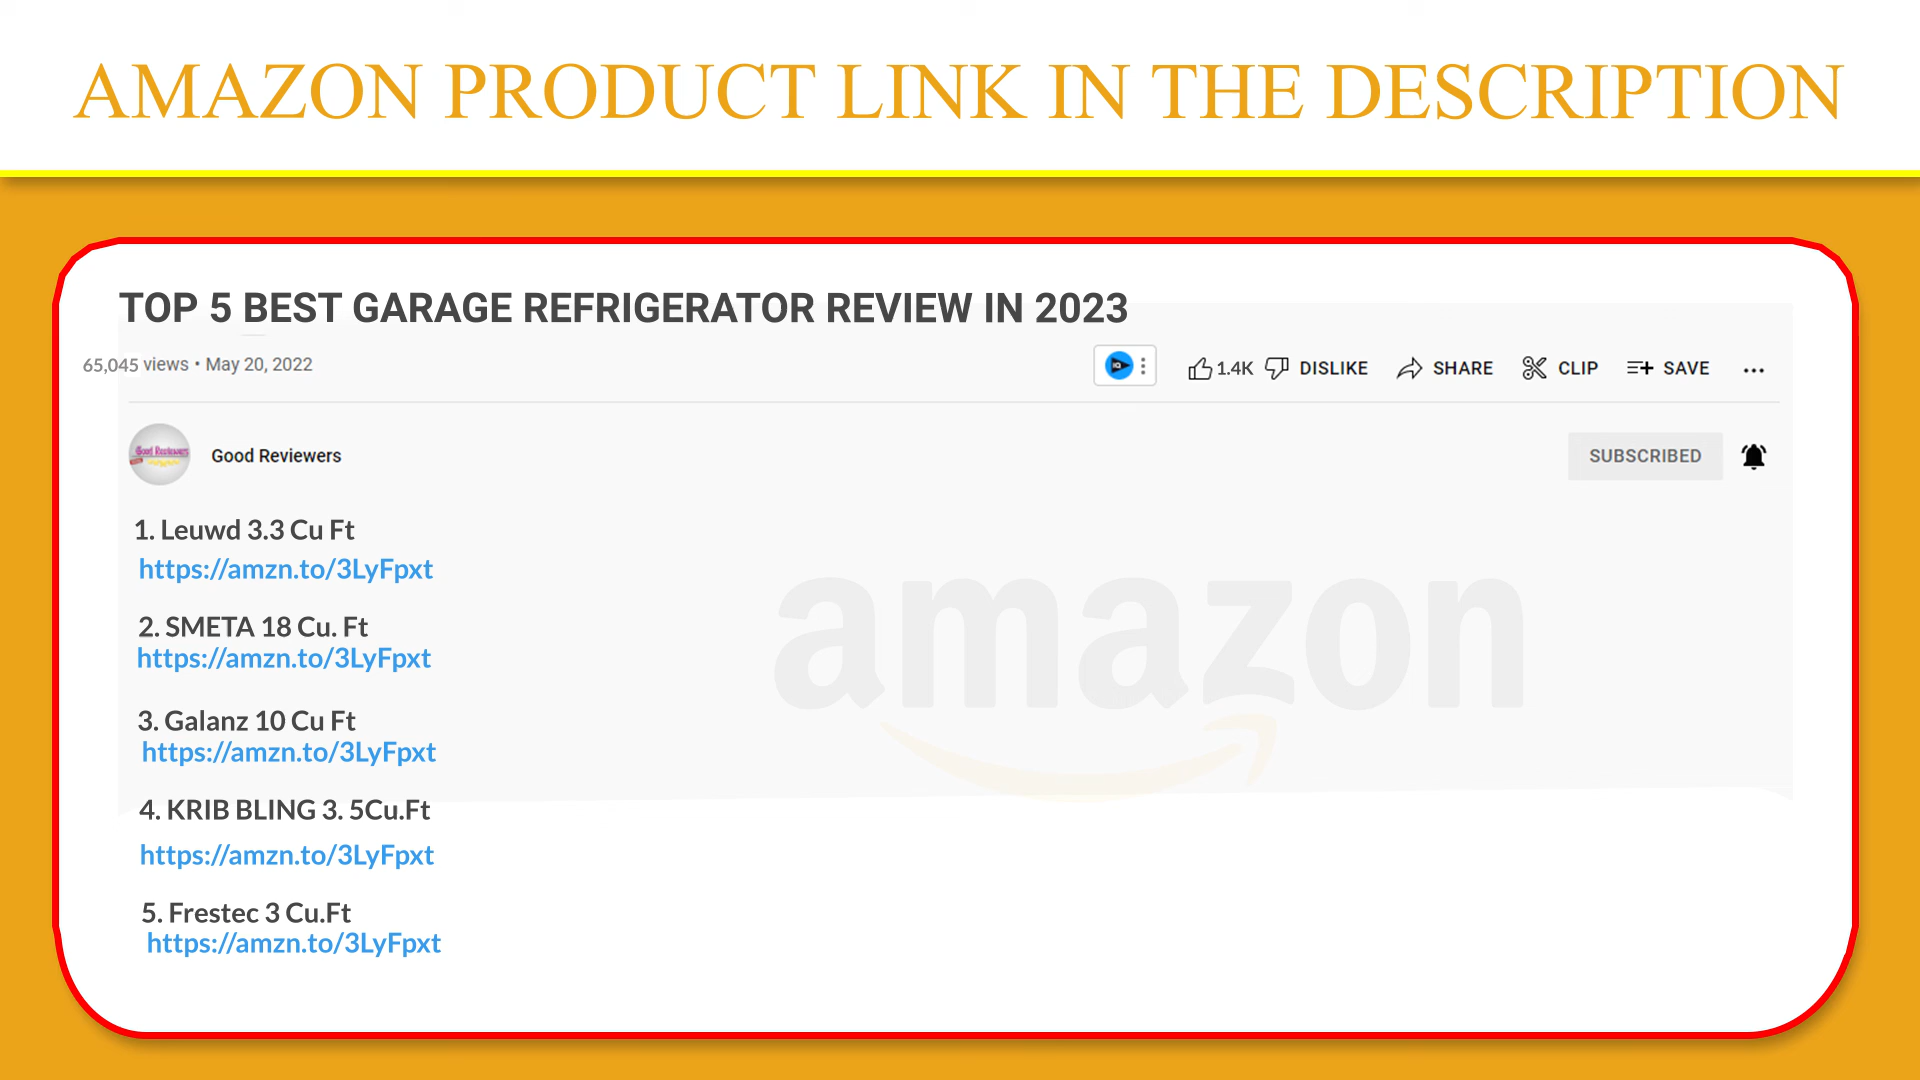 AMAZON PRODUCT LINK IN THE DESCRIPTION
TOP 5 BEST GARAGE REFRIGERATOR REVIEW IN 2023
65,045 views • May 20, 2022
1.4K DISLIKE SHARE CLIP SAVE ...
Good Reviewers
Good Reviewers
SUBSCRIBED
1. Leuwd 3.3 Cu Ft
https://amzn.to/3LyFpxt
2. SMETA 18 Cu. Ft
https://amzn.to/3LyFpxt
3. Galanz 10 Cu Ft
https://amzn.to/3LyFpxt
4. KRIB BLING 3. 5Cu.Ft
https://amzn.to/3LyFpxt
5. Frestec 3 Cu.Ft
https://amzn.to/3LyFpxt
amazon